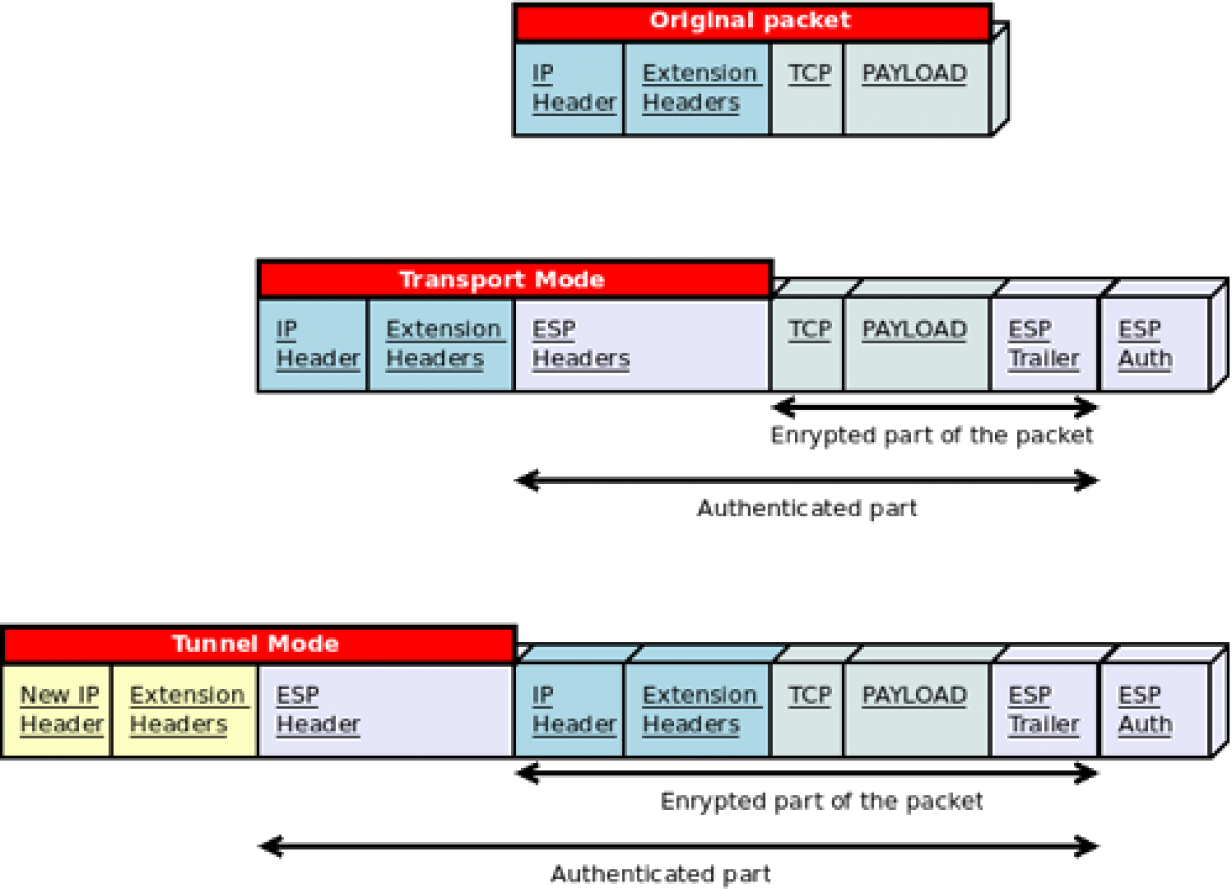 Original packet
IP Header
Extension Headers
TCP
PAYLOAD
Transport Mode
IP Header
Extension Headers
ESP Headers
TCP
PAYLOAD
ESP Trailer
ESP Auth
Enrypted part of the packet
Authenticated part
Tunnel Mode
New IP Header
Extension Headers
ESP Header
IP Header
Extension Headers
TCP
PAYLOAD
ESP Trailer
ESP Auth
Enrypted part of the packet
Authenticated part